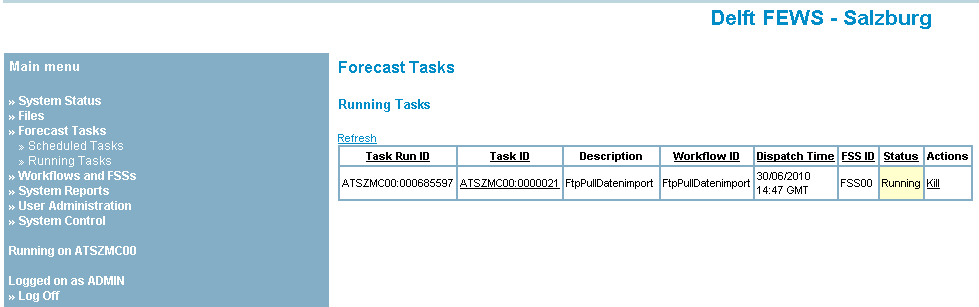 Delft FEWS - Salzburg
Main menu
» System Status
» Files
» Forecast Tasks
» Scheduled Tasks
» Running Tasks
» Workflows and FSSs
» System Reports
» User Administration
» System Control
Running on ATSZMC00
Logged on as ADMIN
» Log Off
Forecast Tasks
Running Tasks
Refresh
Task Run ID Task ID Description Workflow ID Dispatch Time FSS ID Status Actions
ATSZMC00:000685597 ATSZMC00:0000021 FtpPullDatenimport FtpPullDatenimport 30/06/2010 FSS00 Running Kill
14:47 GMT